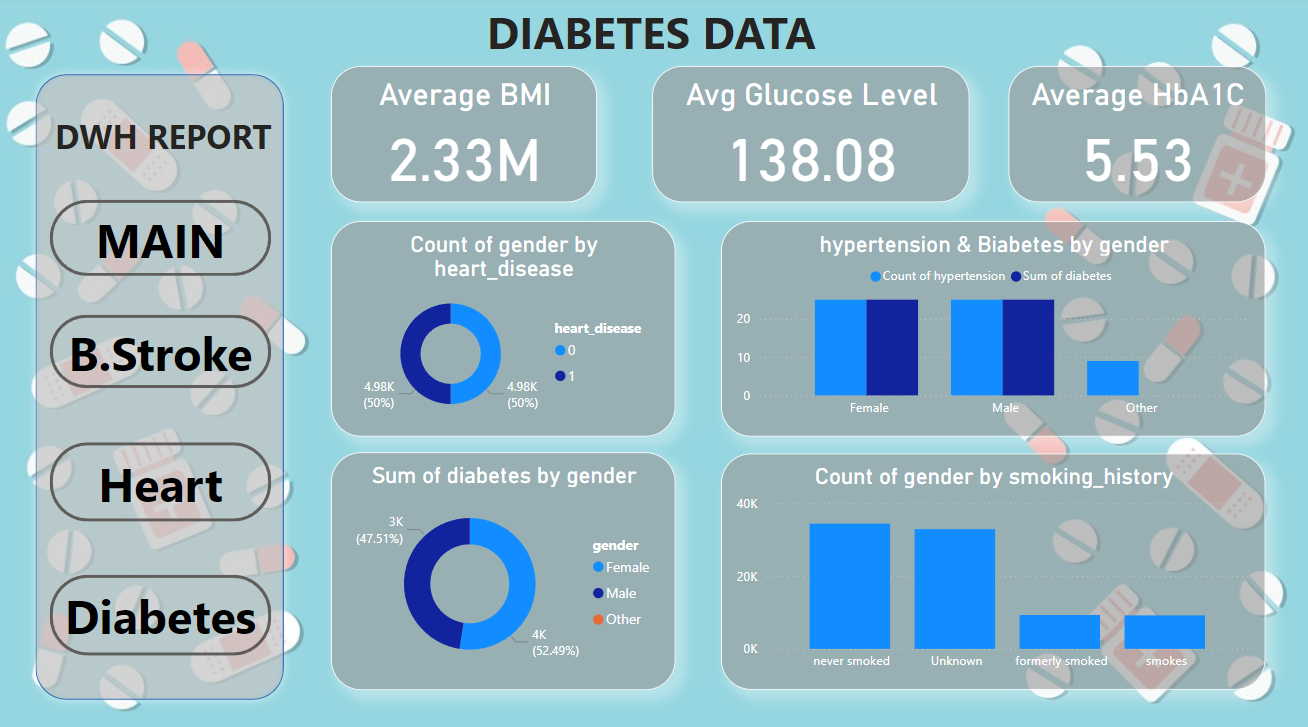 DIABETES DATA
DWH REPORT
MAIN
B.Stroke
Heart
Diabetes
Average BMI
2.33M
Avg Glucose Level
138.08
Average HbA1C
5.53
Count of gender by
heart_disease
heart_disease
0
1
4.98K
(50%)
4.98K
(50%)
hypertension & Biabetes by gender
Count of hypertension
Sum of diabetes
20
10
0
Female
Male
Other
Sum of diabetes by gender
3K
(47.51%)
gender
Female
Male
Other
4K
(52.49%)
Count of gender by smoking_history
40K
20K
0K
never smoked
Unknown
formerly smoked
smokes